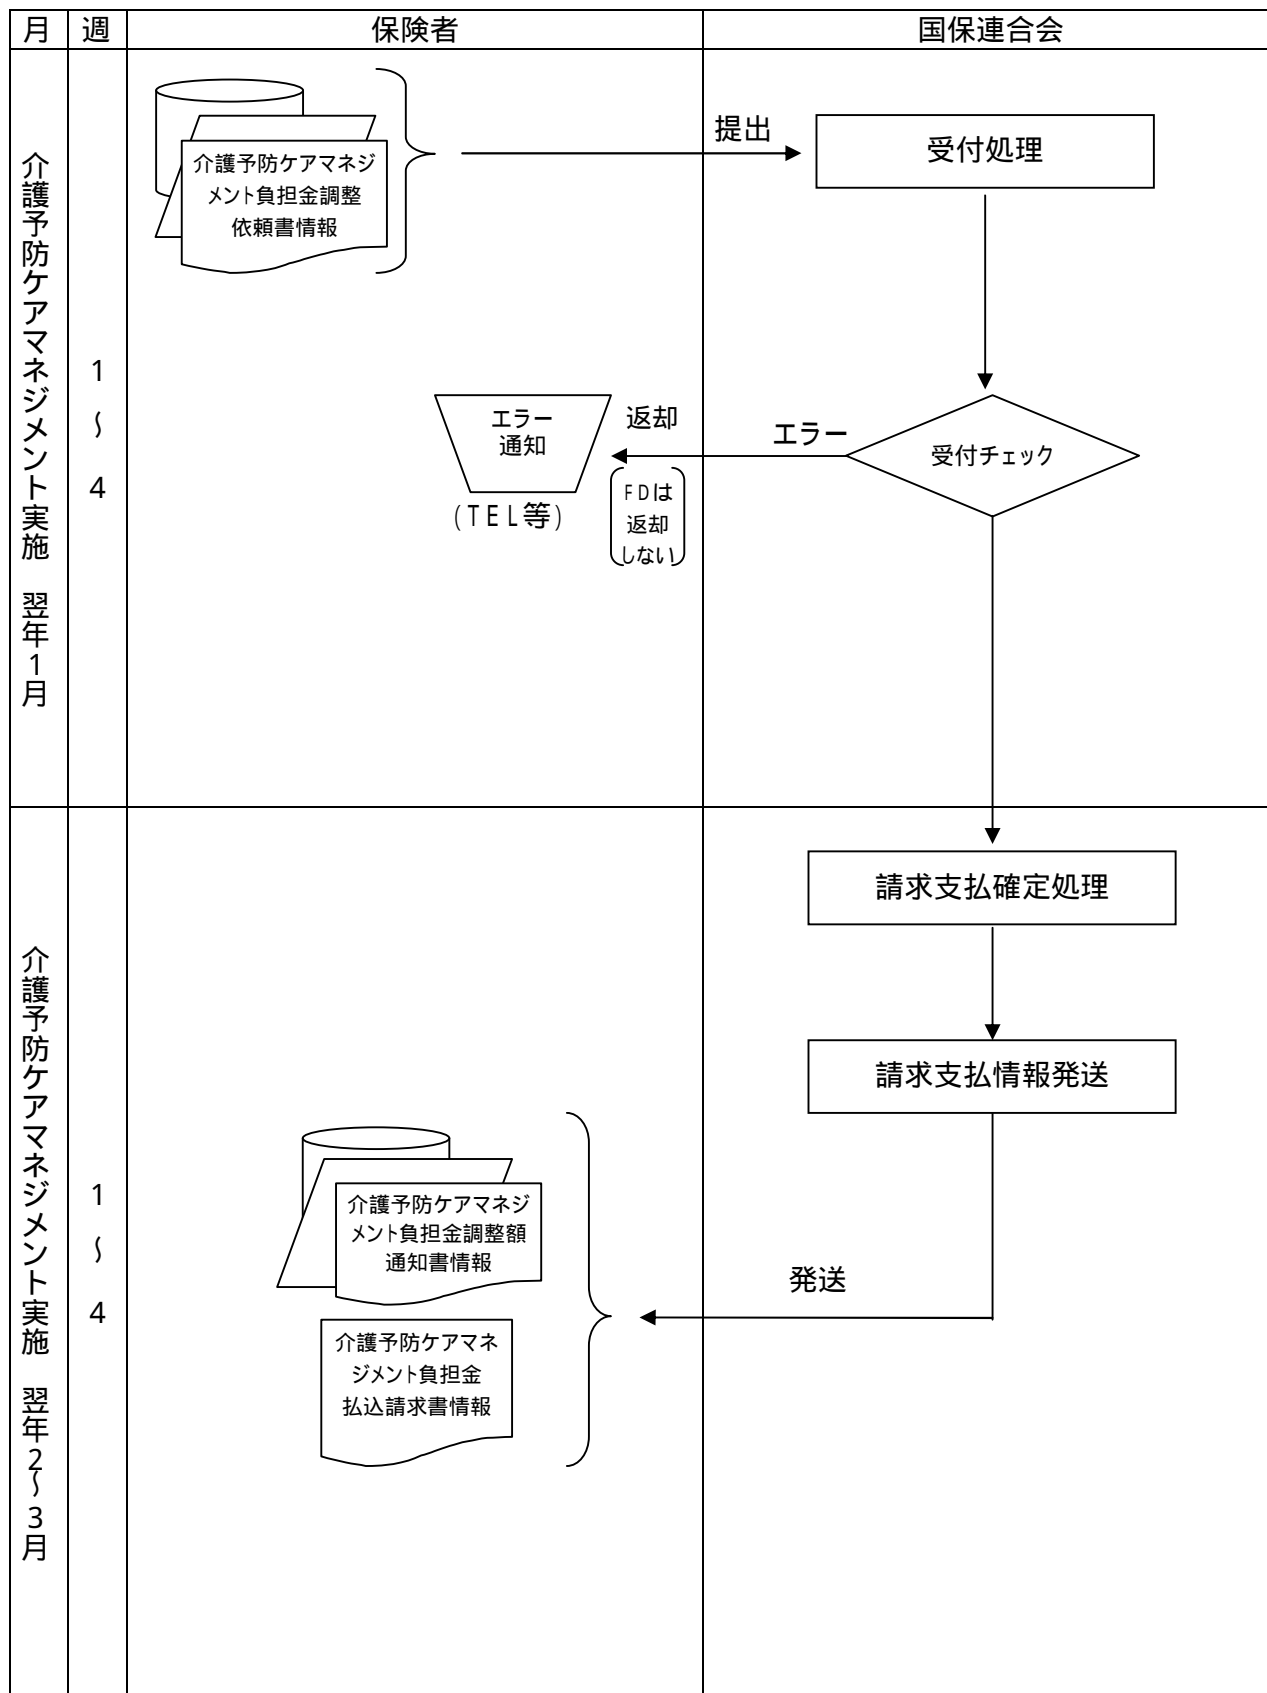 月 週 保険者 国保連合会
介護予防ケアマネジメント実施 翌年1月
1
〜
4
介護予防ケアマネジ
メント負担金調整
依頼書情報
提出
受付処理
エラー
通知
(TEL等)
返却
FDは
返却
しない
エラー
受付チェック
介護予防ケアマネジメント実施 翌年2〜3月
1
〜
4
請求支払確定処理
請求支払情報発送
介護予防ケアマネジ
メント負担金調整額
通知書情報
介護予防ケアマネ
ジメント負担金
払込請求書情報
発送